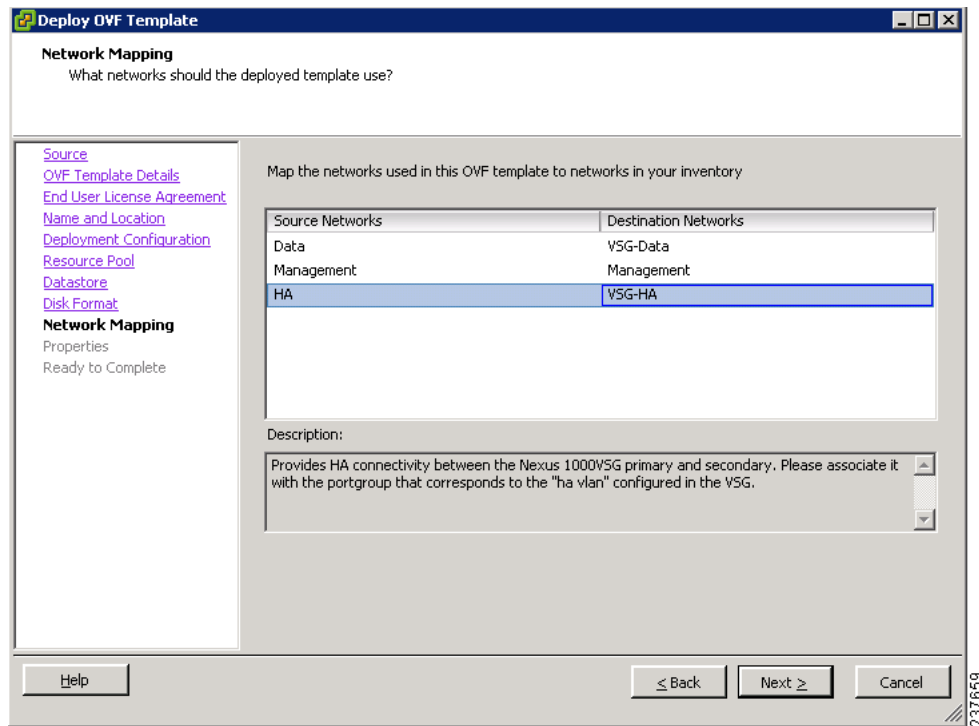 Deploy OVF Template
Network Mapping
What networks should the deployed template use?
Source
OVF Template Details
End User License Agreement
Name and Location
Deployment Configuration
Resource Pool
Datastore
Disk Format
Network Mapping
Properties
Ready to Complete
Map the networks used in this OVF template to networks in your inventory
Source Networks Destination Networks
Data VSG-Data
Management Management
HA VSG-HA
Description:
Provides HA connectivity between the Nexus 1000VSG primary and secondary. Please associate it
with the portgroup that corresponds to the "ha vlan" configured in the VSG.
Help
< Back
Next >
Cancel
237659